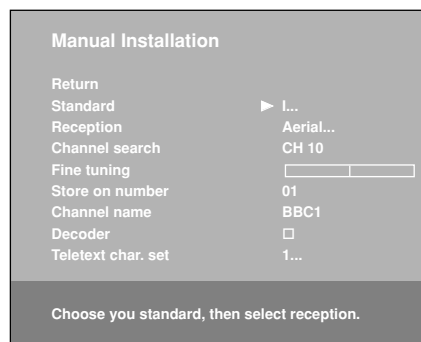 Manual Installation
Return
Standard I...
Reception Aerial...
Channel search CH 10
Fine tuning
Store on number 01
Channel name BBC1
Decoder
Teletext char. set 1...
Choose you standard, then select reception.